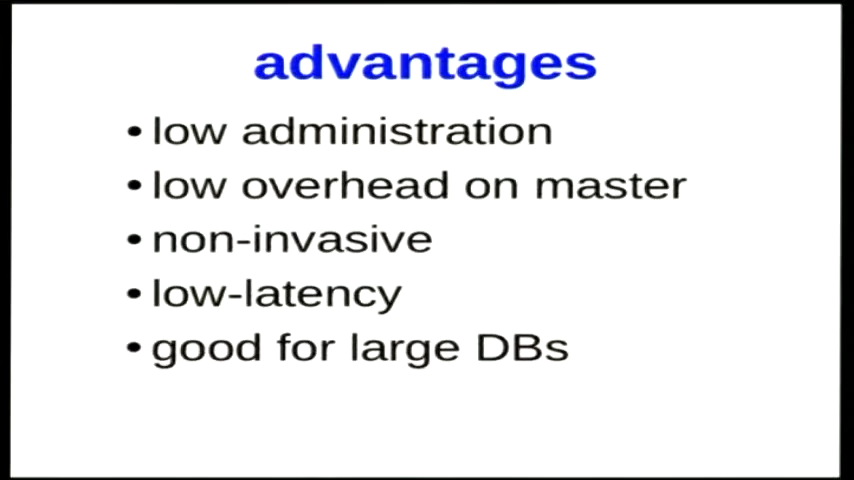 advantages
• low administration
• low overhead on master
• non-invasive
• low-latency
• good for large DBs